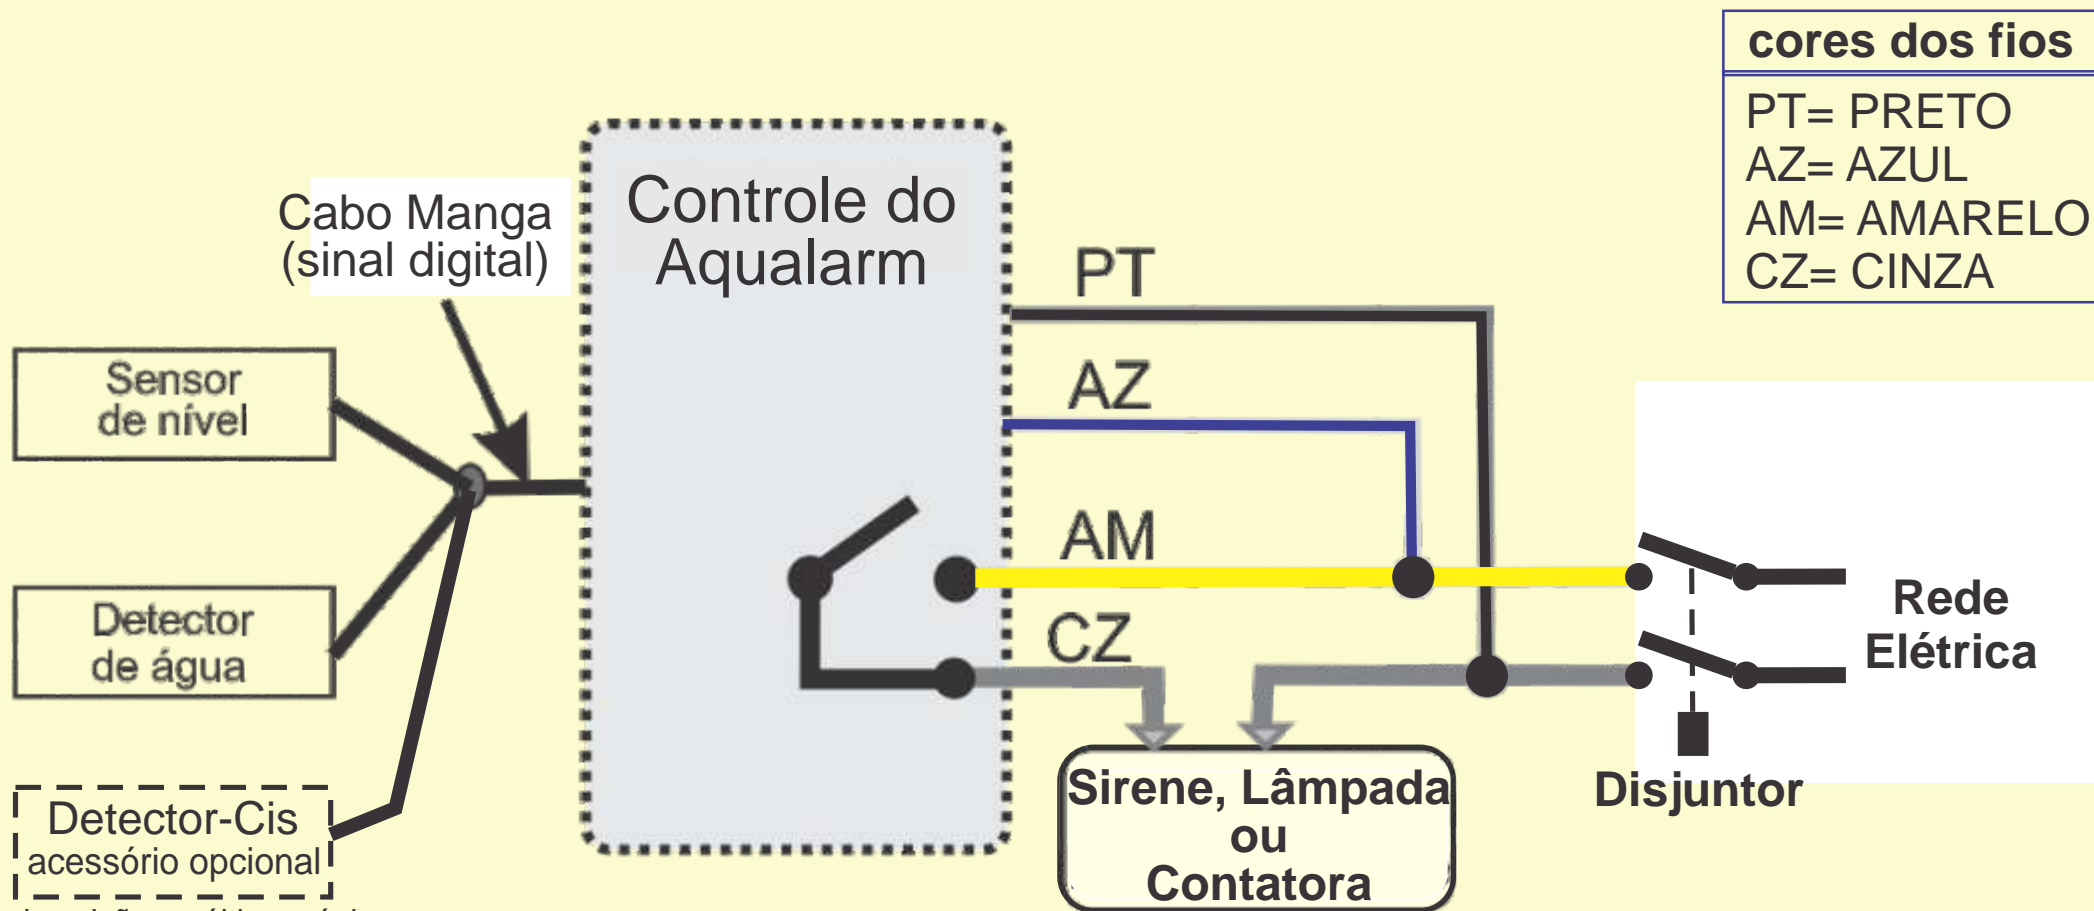 cores dos fios
PT= PRETO
AZ= AZUL
AM= AMARELO
CZ= CINZA
Cabo Manga
(sinal digital)
Controle do
Aqualarm
PT
AZ
AM
CZ
Sensor
de nível
Detector
de água
Detector-Cis
acessório opcional
Rede
Elétrica
Disjuntor
Sirene, Lâmpada
ou
Contatora